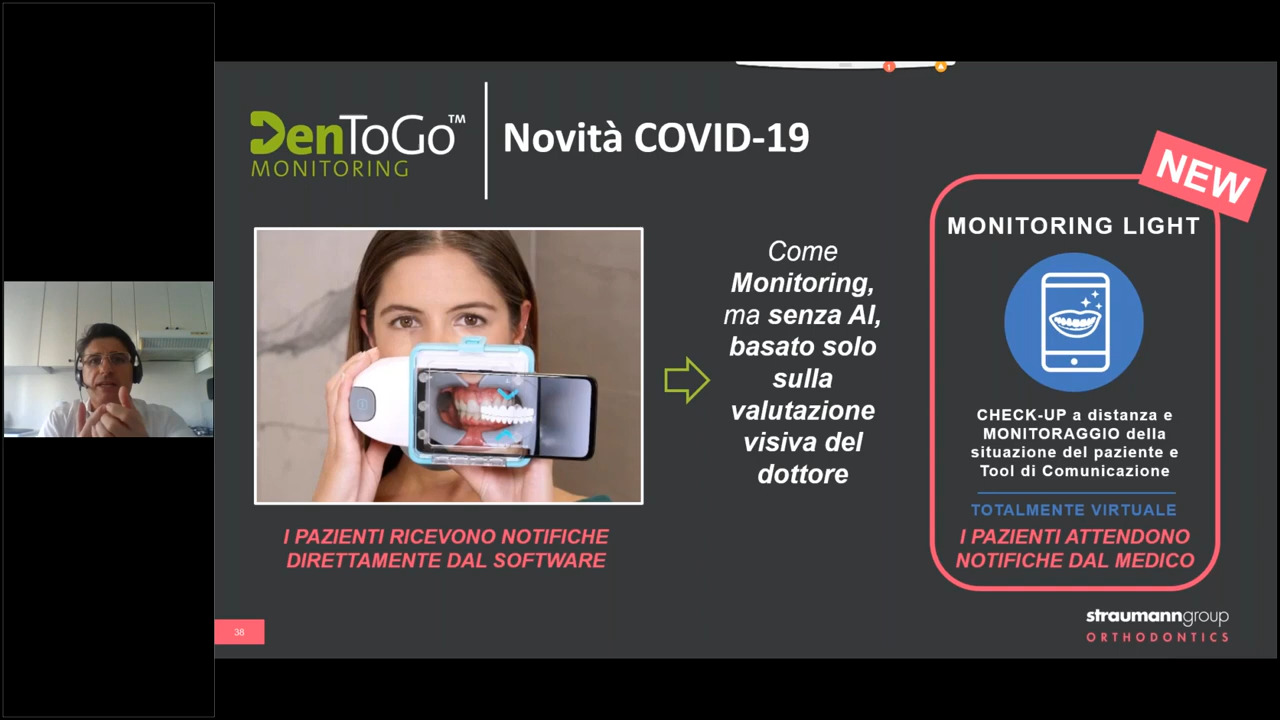 DenToGo™
MONITORING
Novità COVID-19
NEW
MONITORING LIGHT
Come
Monitoring,
ma senza AI,
basato solo
sulla
valutazione
visiva del
dottore
CHECK-UP a distanza e
MONITORAGGIO della
situazione del paziente e
Tool di Comunicazione
TOTALMENTE VIRTUALE
I PAZIENTI ATTENDONO
NOTIFICHE DAL MEDICO
I PAZIENTI RICEVONO NOTIFICHE
DIRETTAMENTE DAL SOFTWARE
38
straumanngroup
ORTHODONTICS